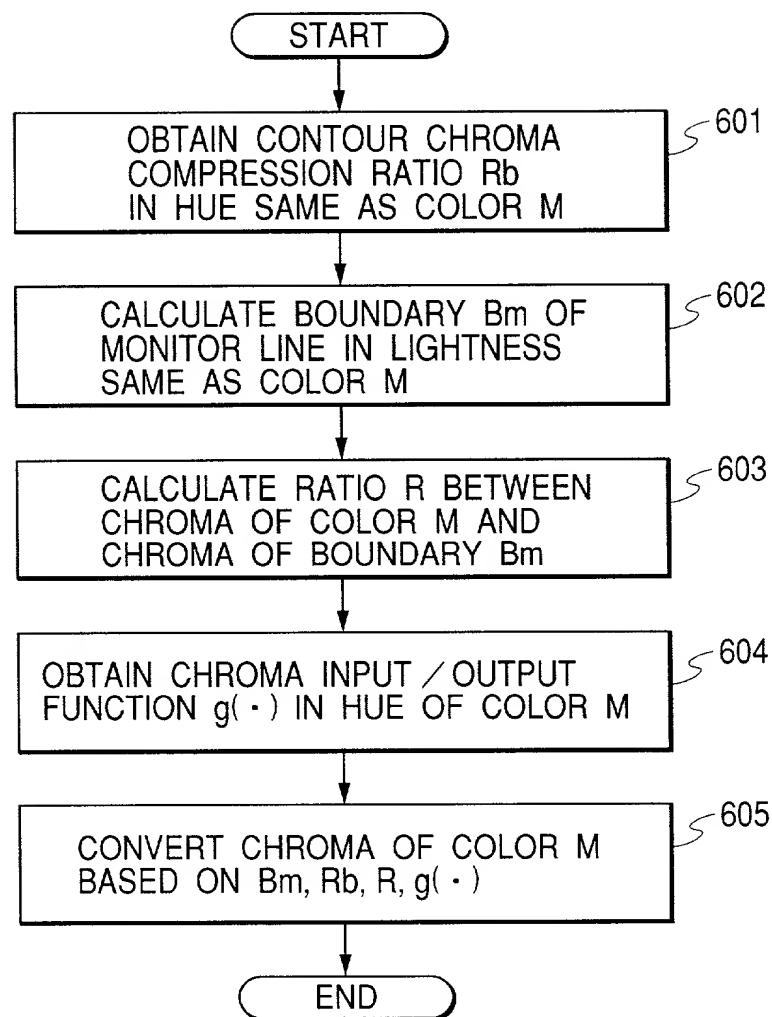 START
OBTAIN CONTOUR CHROMA
COMPRESSION RATIO Rb
IN HUE SAME AS COLOR M
601
CALCULATE BOUNDARY Bm OF
MONITOR LINE IN LIGHTNESS
SAME AS COLOR M
602
CALCULATE RATIO R BETWEEN
CHROMA OF COLOR M AND
CHROMA OF BOUNDARY Bm
603
OBTAIN CHROMA INPUT / OUTPUT
FUNCTION g(・) IN HUE OF COLOR M
604
CONVERT CHROMA OF COLOR M
BASED ON Bm, Rb, R, g(・)
605
END